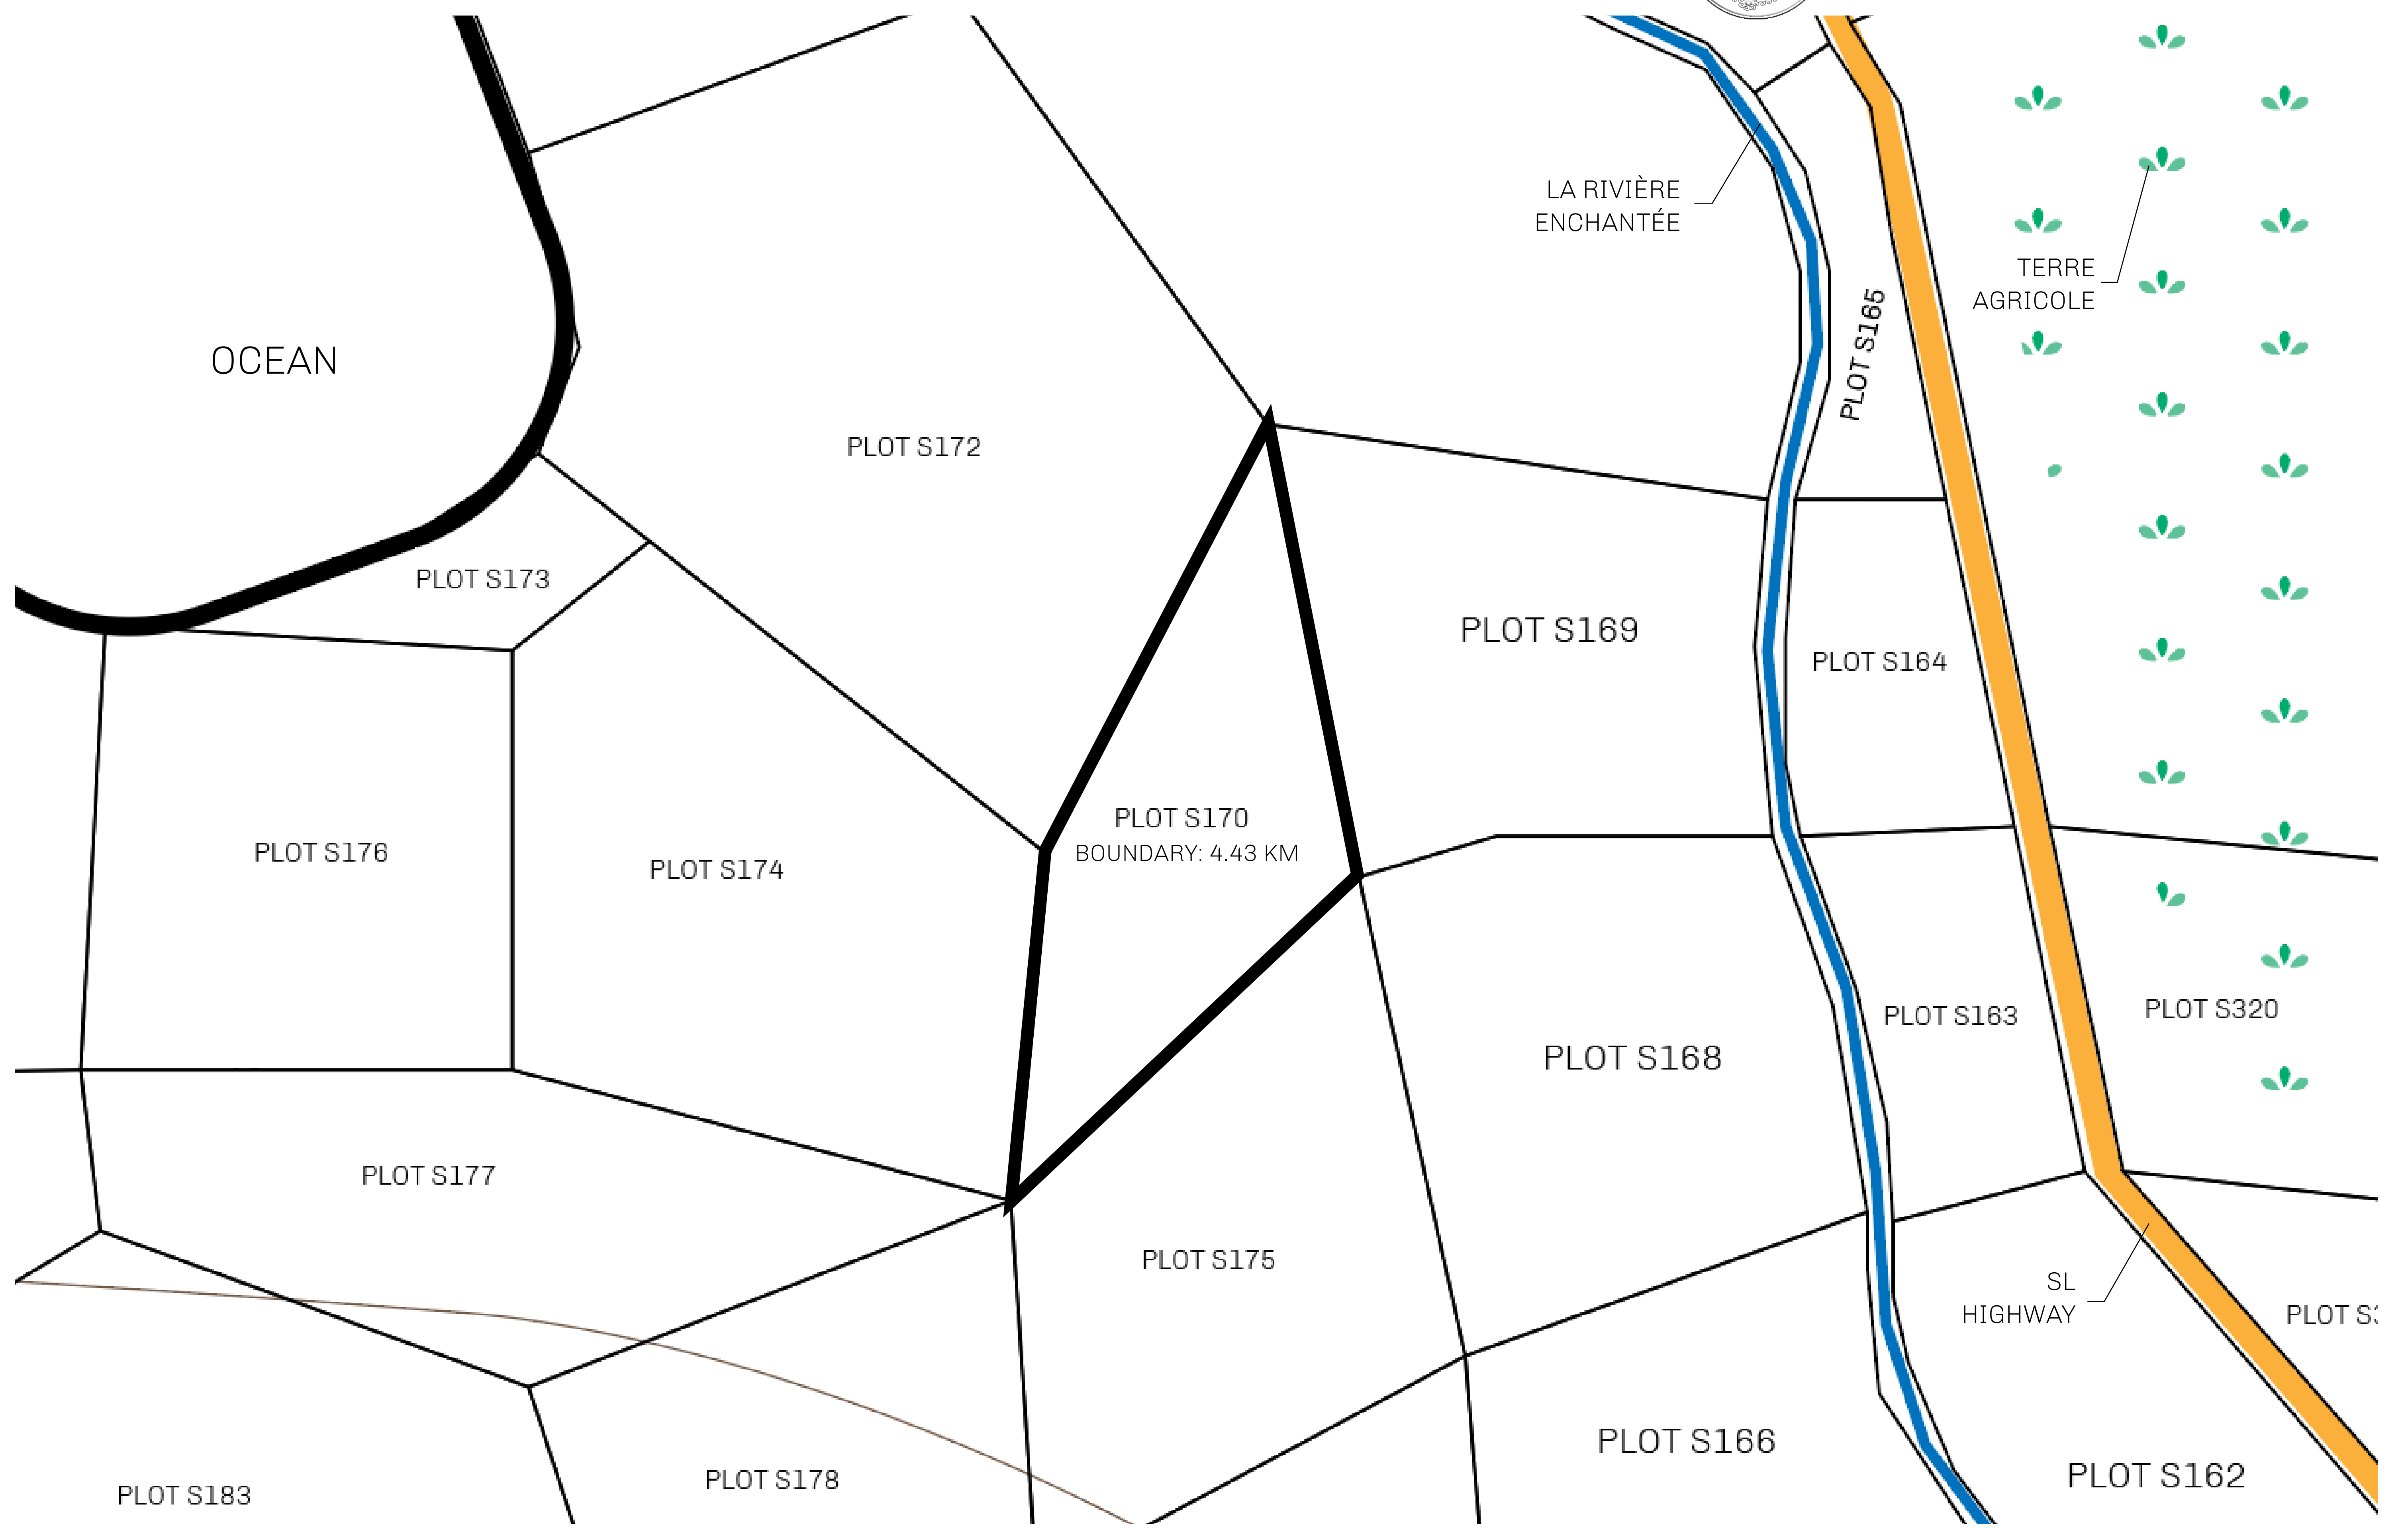 LA RIVIÈRE
ENCHANTÉE
TERRE
AGRICOLE
PLOT S165
OCEAN
PLOT S172
PLOT S173
PLOT S169
PLOT S164
PLOT S170
BOUNDARY: 4.43 KM
PLOT S176
PLOT S174
PLOT S163
PLOT S320
PLOT S168
PLOT S177
PLOT S175
SL
HIGHWAY
PLOT
PLOT S166
PLOT S162
PLOT S178
PLOT S183